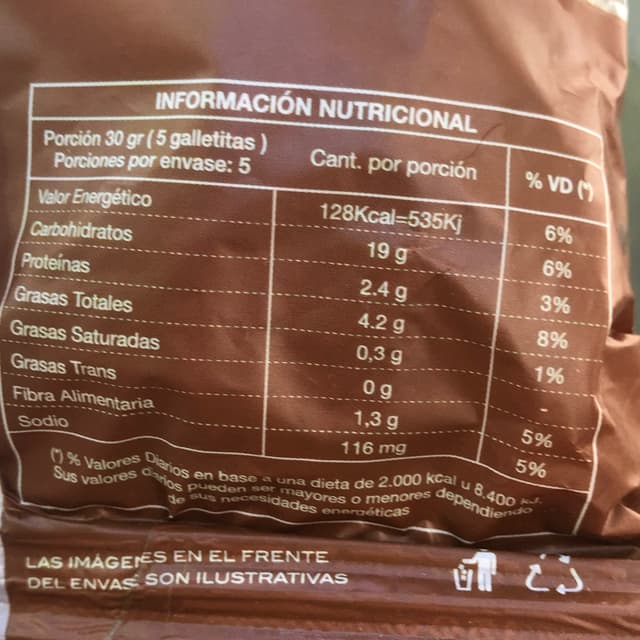 INFORMACIÓN NUTRICIONAL
Porción 30 gr (5 galletitas)
Porciones por envase: 5
Cant. por porción
% VD (*)
Valor Energético 128Kcal=535Kj 6%
Carbohidratos 19 g 6%
Proteínas 2.4 g 3%
Grasas Totales 4.2 g 8%
Grasas Saturadas 0,3 g 1%
Grasas Trans 0 g -
Fibra Alimentaria 1,3 g 5%
Sodio 116 mg 5%
(*) % Valores Diarios en base a una dieta de 2.000 kcal u 8.400 kJ.
Sus valores diarios pueden ser mayores o menores dependiendo
de sus necesidades energéticas
LAS IMÁGENES EN EL FRENTE
DEL ENVASE SON ILUSTRATIVAS